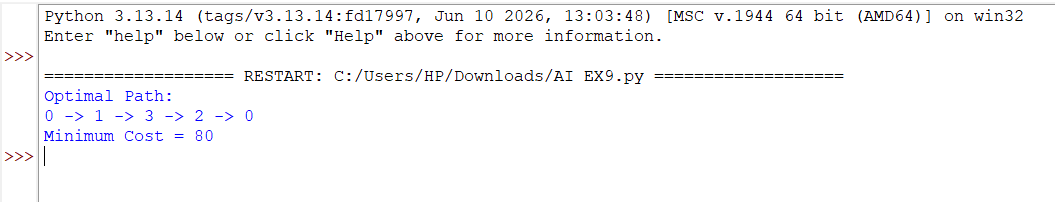 Python 3.13.14 (tags/v3.13.14:fd17997, Jun 10 2026, 13:03:48) [MSC v.1944 64 bit (AMD64)] on win32
Enter "help" below or click "Help" above for more information.
>>>
=================== RESTART: C:/Users/HP/Downloads/AI EX9.py ===================
Optimal Path:
0 -> 1 -> 3 -> 2 -> 0
Minimum Cost = 80
>>>